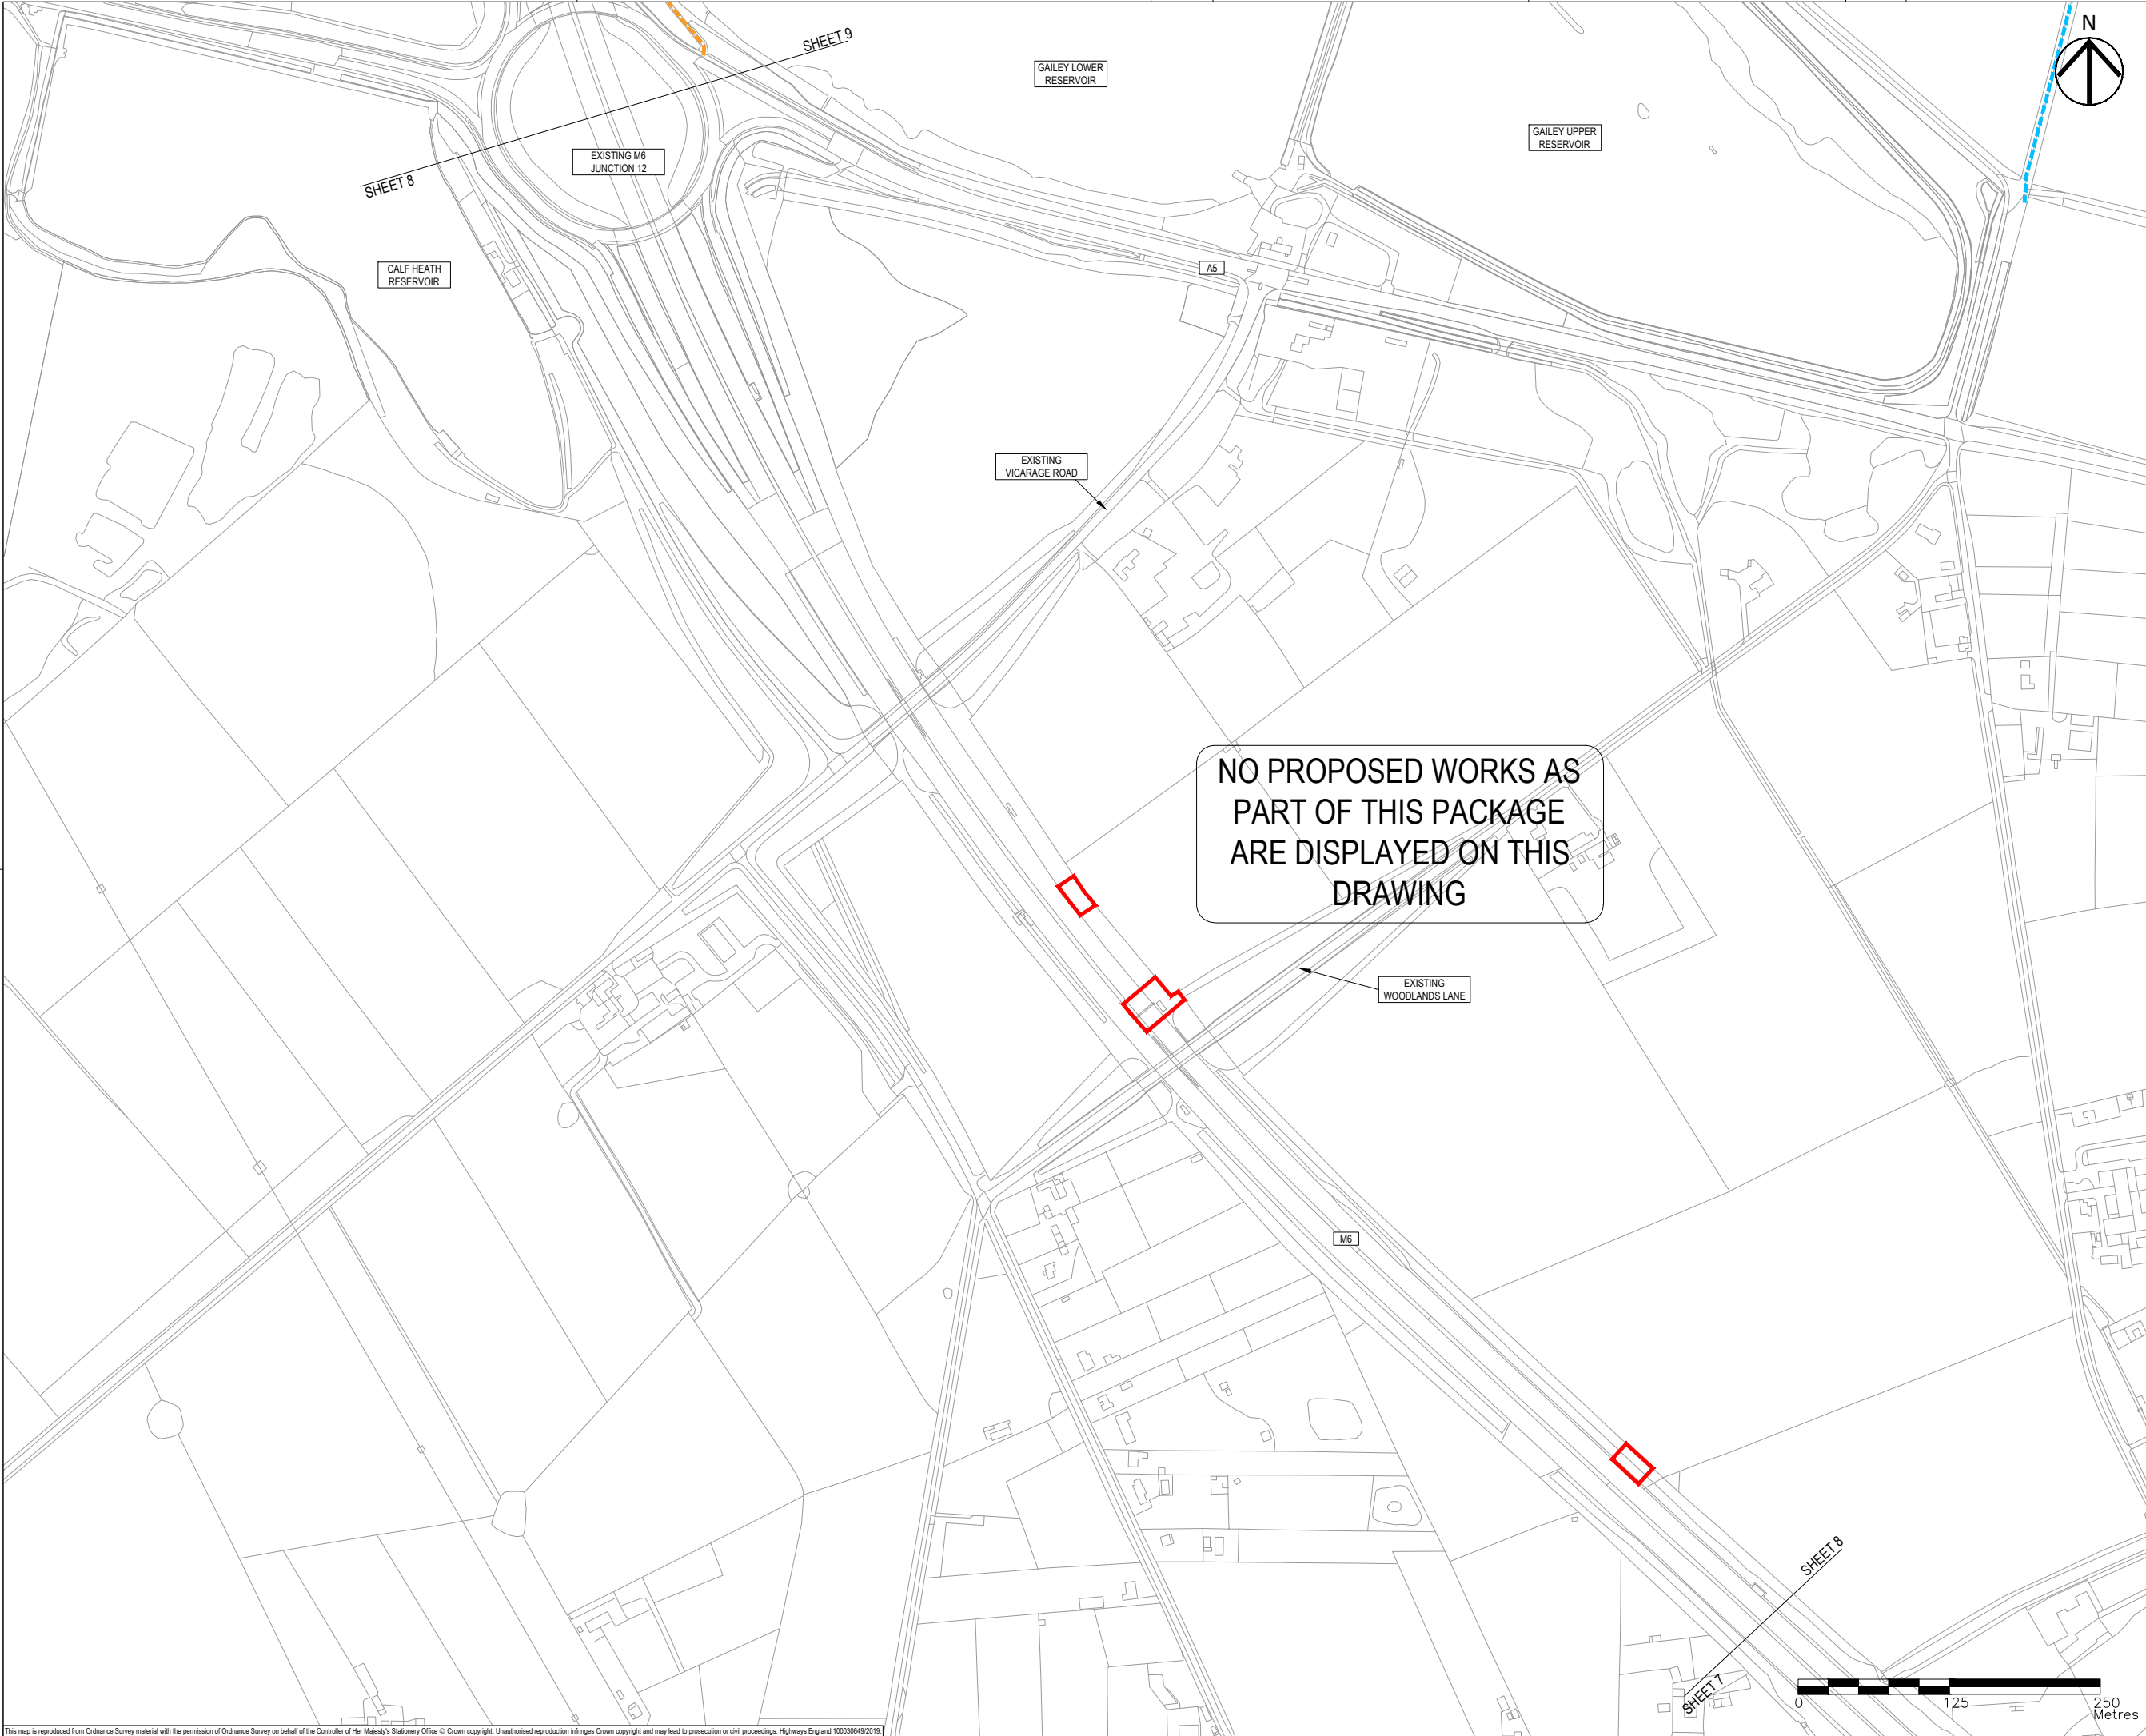 SHEET 9
N
GAILEY LOWER
RESERVOIR
GAILEY UPPER
RESERVOIR
EXISTING M6
JUNCTION 12
SHEET 8
CALF HEATH
RESERVOIR
A5
EXISTING
VICARAGE ROAD
NO PROPOSED WORKS AS
PART OF THIS PACKAGE
ARE DISPLAYED ON THIS
DRAWING
EXISTING
WOODLANDS LANE
M6
SHEET 8
SHEET 7
0 125 250
Metres
This map is reproduced from Ordnance Survey material with the permission of Ordnance Survey on behalf of the Controller of Her Majesty's Stationery Office © Crown copyright. Unauthorised reproduction infringes Crown copyright and may lead to prosecution or civil proceedings. Highways England 100030649/2019.